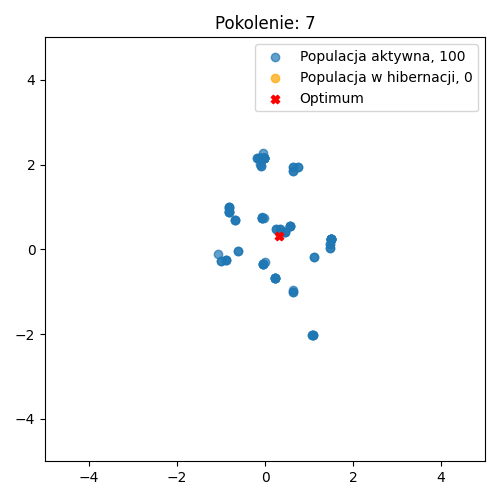 Pokolenie: 7
Populacja aktywna, 100
Populacja w hibernacji, 0
Optimum
4
2
0
−2
−4
−4 −2 0 2 4